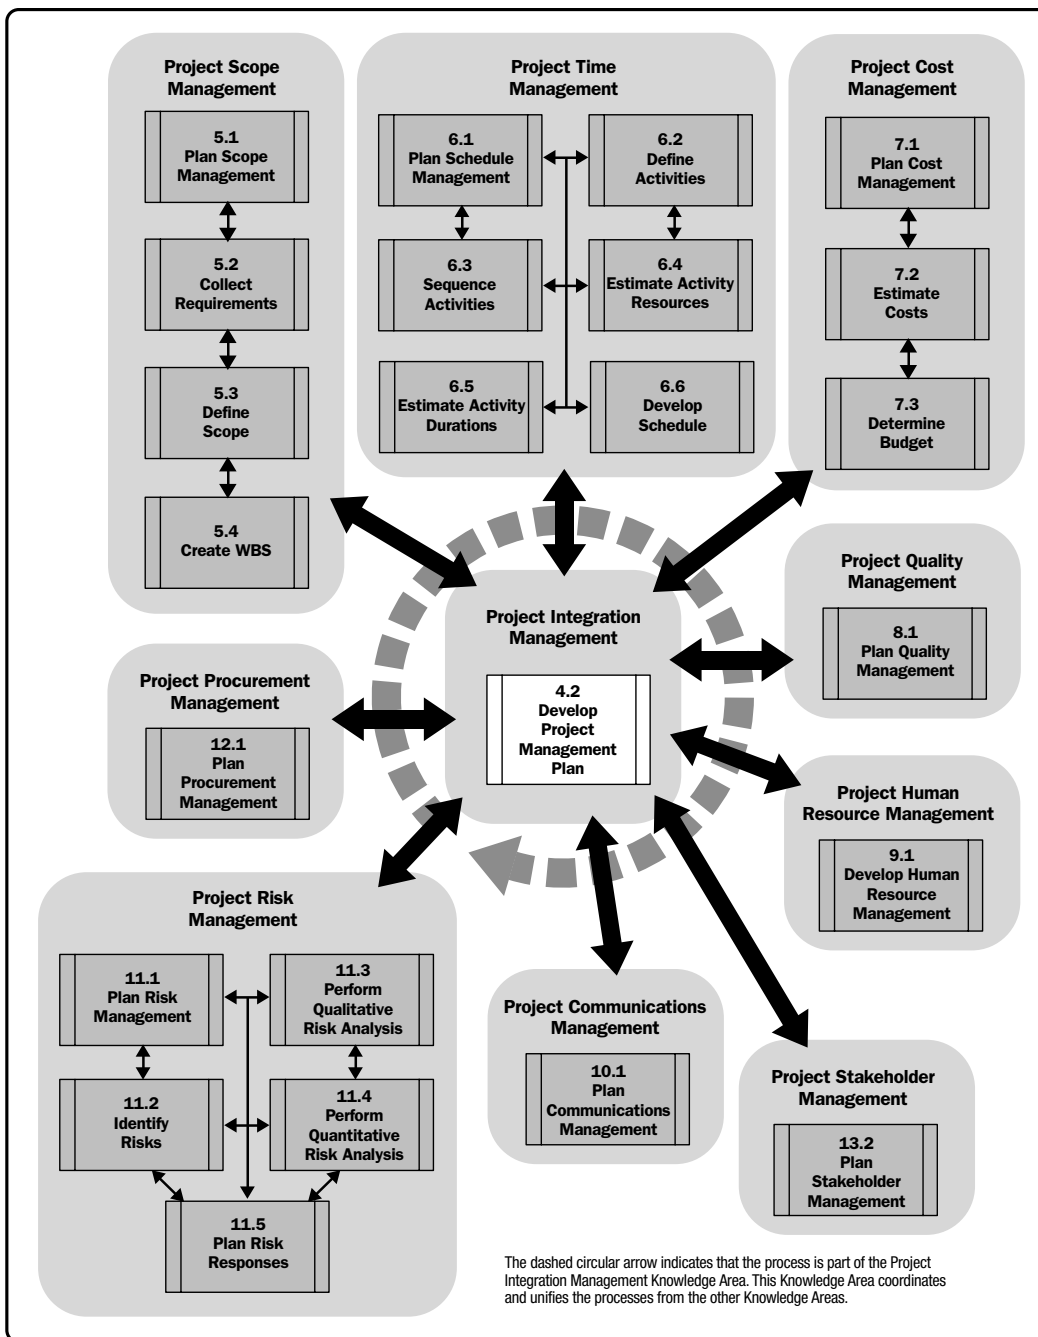 Project Scope
Management
5.1
Plan Scope
Management
5.2
Collect
Requirements
5.3
Define
Scope
5.4
Create WBS
Project Time
Management
6.1
Plan Schedule
Management
6.2
Define
Activities
6.3
Sequence
Activities
6.4
Estimate Activity
Resources
6.5
Estimate Activity
Durations
6.6
Develop
Schedule
Project Cost
Management
7.1
Plan Cost
Management
7.2
Estimate
Costs
7.3
Determine
Budget
Project Integration
Management
4.2
Develop
Project
Management
Plan
Project Quality
Management
8.1
Plan Quality
Management
Project Procurement
Management
12.1
Plan
Procurement
Management
Project Human
Resource Management
9.1
Develop Human
Resource
Management
Project Risk
Management
11.1
Plan Risk
Management
11.3
Perform
Qualitative
Risk Analysis
11.2
Identify
Risks
11.4
Perform
Quantitative
Risk Analysis
11.5
Plan Risk
Responses
Project Communications
Management
10.1
Plan
Communications
Management
Project Stakeholder
Management
13.2
Plan
Stakeholder
Management
The dashed circular arrow indicates that the process is part of the Project
Integration Management Knowledge Area. This Knowledge Area coordinates
and unifies the processes from the other Knowledge Areas.